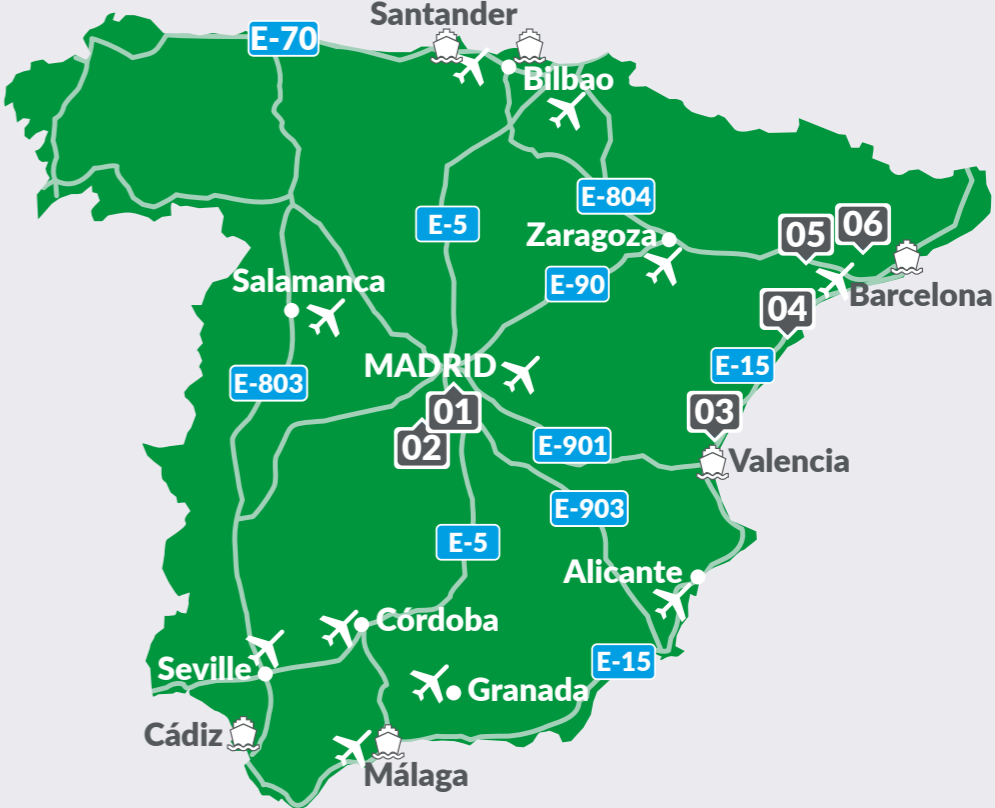 Santander
E-70
Bilbao
E-804
E-5
Zaragoza
05
06
E-90
Salamanca
Barcelona
04
MADRID
E-15
E-803
01
03
02
E-901
Valencia
E-903
E-5
Alicante
Córdoba
E-15
Seville
Granada
Cádiz
Málaga